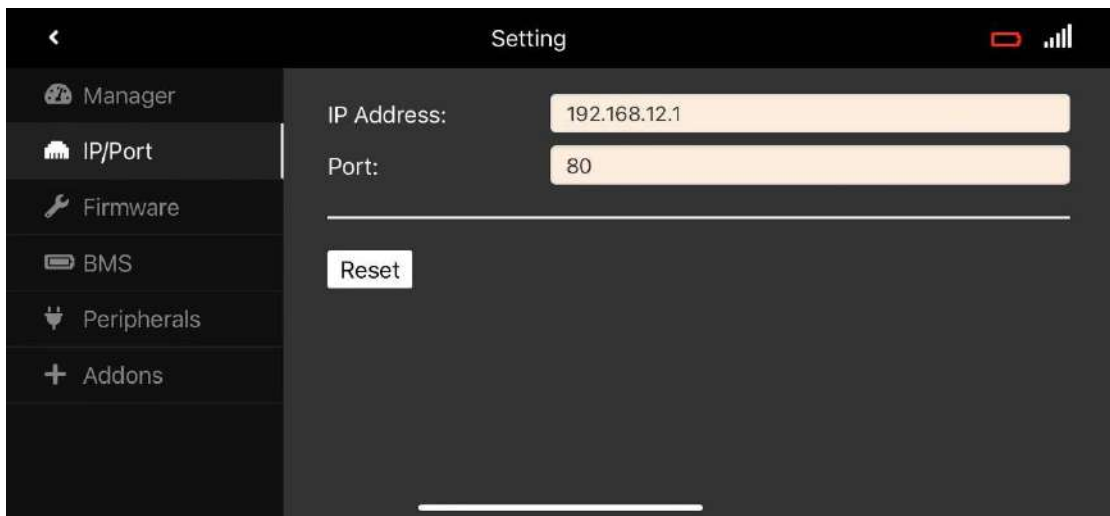 Setting
Manager
IP/Port
Firmware
BMS
Peripherals
Addons
IP Address: 192.168.12.1
Port: 80
Reset